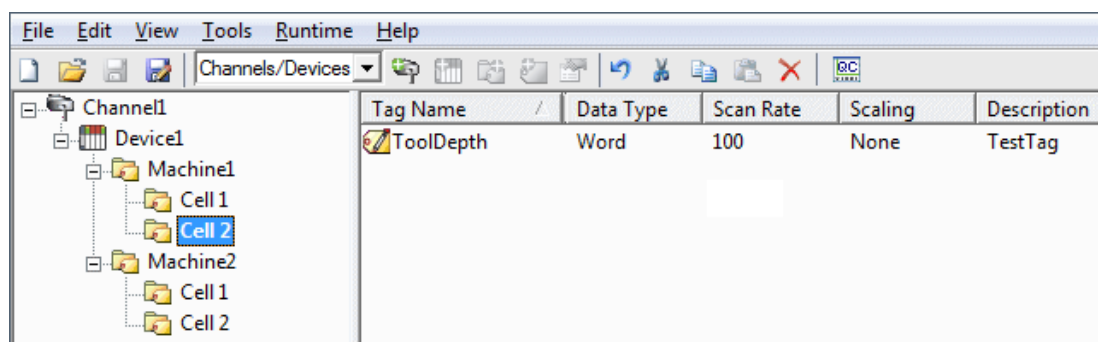 File Edit View Tools Runtime Help
Channels/Devices QC
Channel1
Device1
Machine1
Cell 1
Cell 2
Machine2
Cell 1
Cell 2
Tag Name Data Type Scan Rate Scaling Description
ToolDepth Word 100 None TestTag